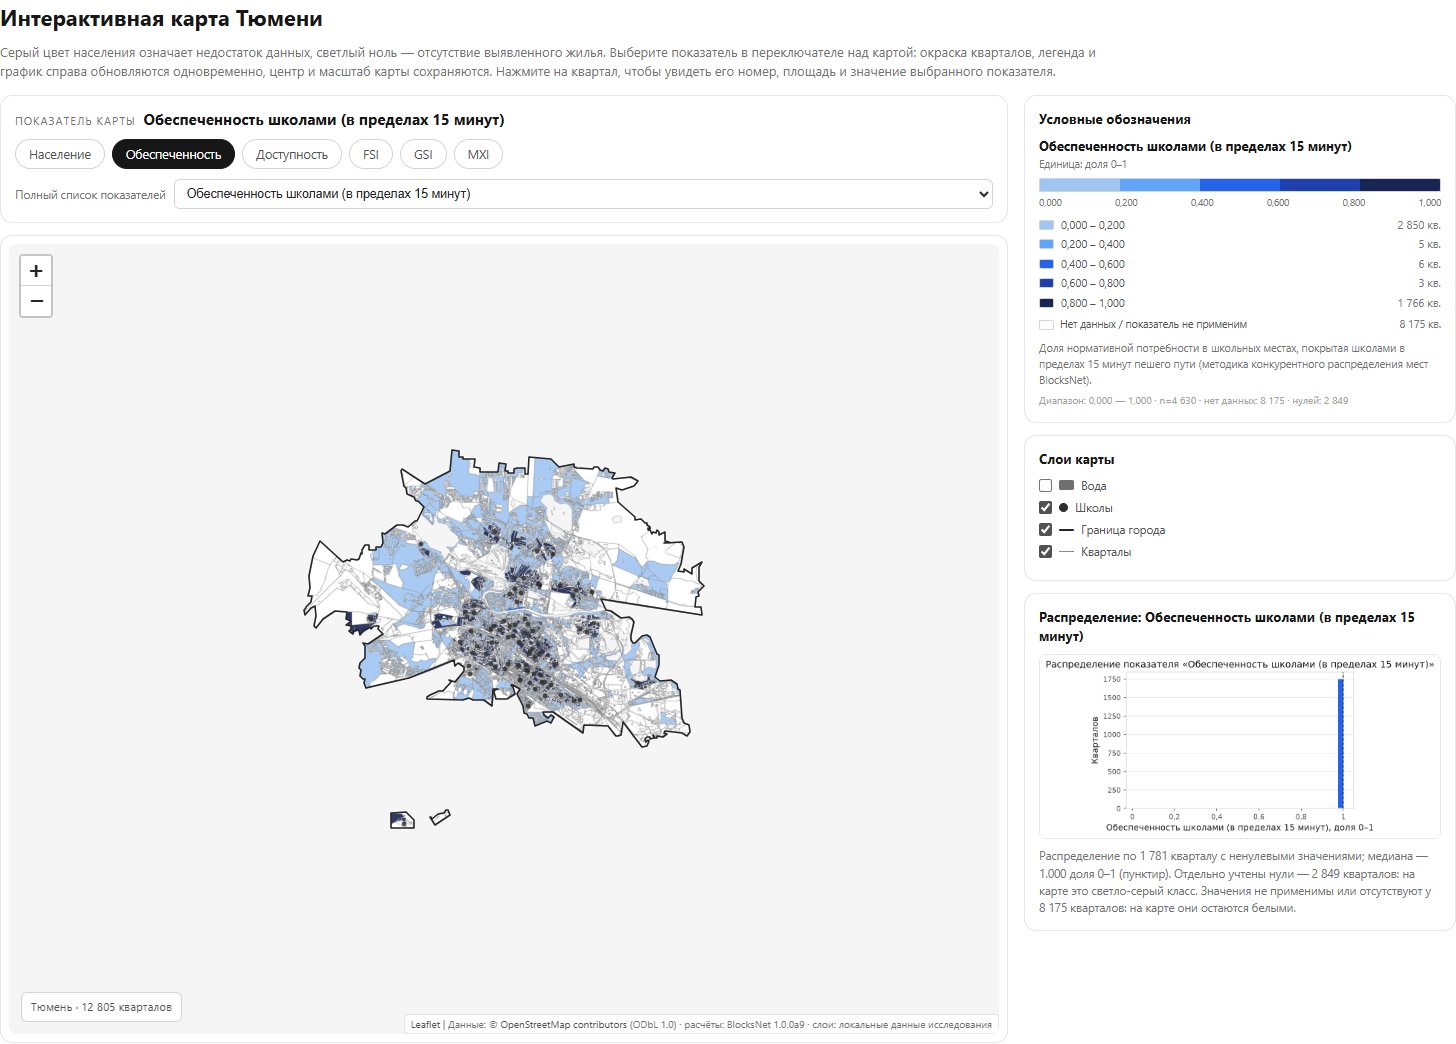 Интерактивная карта Тюмени
Серый цвет населения означает недостаток данных, светлый ноль — отсутствие выявленного жилья. Выберите показатель в переключателе над картой: окраска кварталов, легенда и
график справа обновляются одновременно, центр и масштаб карты сохраняются. Нажмите на квартал, чтобы увидеть его номер, площадь и значение выбранного показателя.
ПОКАЗАТЕЛЬ КАРТЫ Обеспеченность школами (в пределах 15 минут)
Население Обеспеченность Доступность FSI GSI MXI
Полный список показателей Обеспеченность школами (в пределах 15 минут)
+
−
Тюмень · 12 805 кварталов
Leaflet | Данные: © OpenStreetMap contributors (ODbL 1.0) · расчёты: BlocksNet 1.0.0a9 · слои: локальные данные исследования
Условные обозначения
Обеспеченность школами (в пределах 15 минут)
Единица: доля 0–1
0,000 0,200 0,400 0,600 0,800 1,000
0,000 – 0,200 2 850 кв.
0,200 – 0,400 5 кв.
0,400 – 0,600 6 кв.
0,600 – 0,800 3 кв.
0,800 – 1,000 1 766 кв.
Нет данных / показатель не применим 8 175 кв.
Доля нормативной потребности в школьных местах, покрытая школами в
пределах 15 минут пешего пути (методика конкурентного распределения мест
BlocksNet).
Диапазон: 0,000 — 1,000 · n=4 630 · нет данных: 8 175 · нулей: 2 849
Слои карты
Вода
Школы
Граница города
Кварталы
Распределение: Обеспеченность школами (в пределах 15
минут)
Распределение показателя «Обеспеченность школами (в пределах 15 минут)»
Кварталов
1750
1500
1250
1000
750
500
250
0
0 0,2 0,4 0,6 0,8 1
Обеспеченность школами (в пределах 15 минут), доля 0–1
Распределение по 1 781 кварталу с ненулевыми значениями; медиана —
1.000 доля 0–1 (пунктир). Отдельно учтены нули — 2 849 кварталов: на
карте это светло-серый класс. Значения не применимы или отсутствуют у
8 175 кварталов: на карте они остаются белыми.